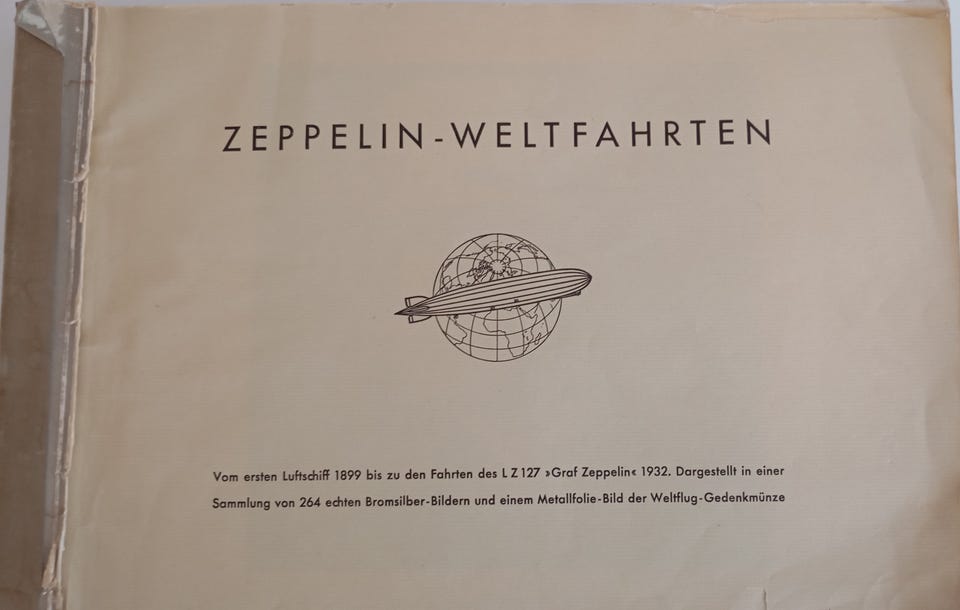 ZEPPELIN-WELTFAHRTEN
Vom ersten Luftschiff 1899 bis zu den Fahrten des L Z 127 »Graf Zeppelin« 1932. Dargestellt in einer
Sammlung von 264 echten Bromsilber-Bildern und einem Metallfolie-Bild der Weltflug-Gedenkmünze